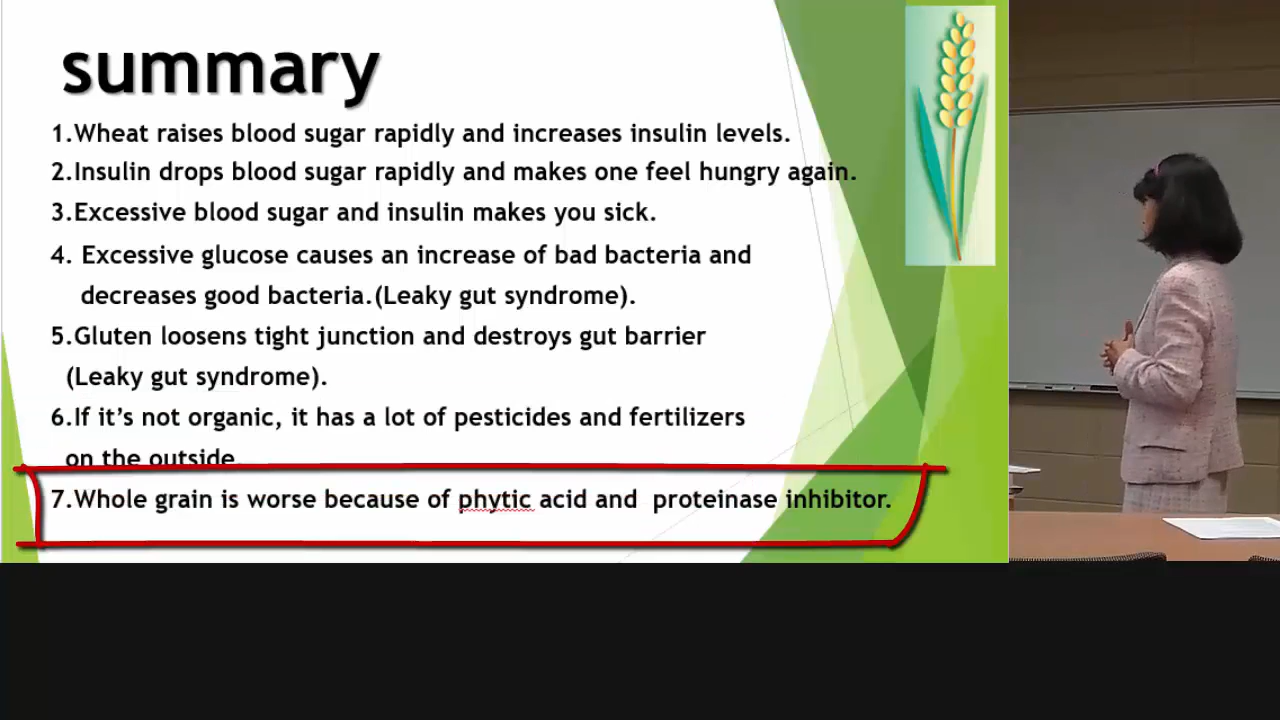 summary
1.Wheat raises blood sugar rapidly and increases insulin levels.
2.Insulin drops blood sugar rapidly and makes one feel hungry again.
3.Excessive blood sugar and insulin makes you sick.
4. Excessive glucose causes an increase of bad bacteria and
decreases good bacteria.(Leaky gut syndrome).
5.Gluten loosens tight junction and destroys gut barrier
(Leaky gut syndrome).
6.If it’s not organic, it has a lot of pesticides and fertilizers
on the outside.
7.Whole grain is worse because of phytic acid and  proteinase inhibitor.